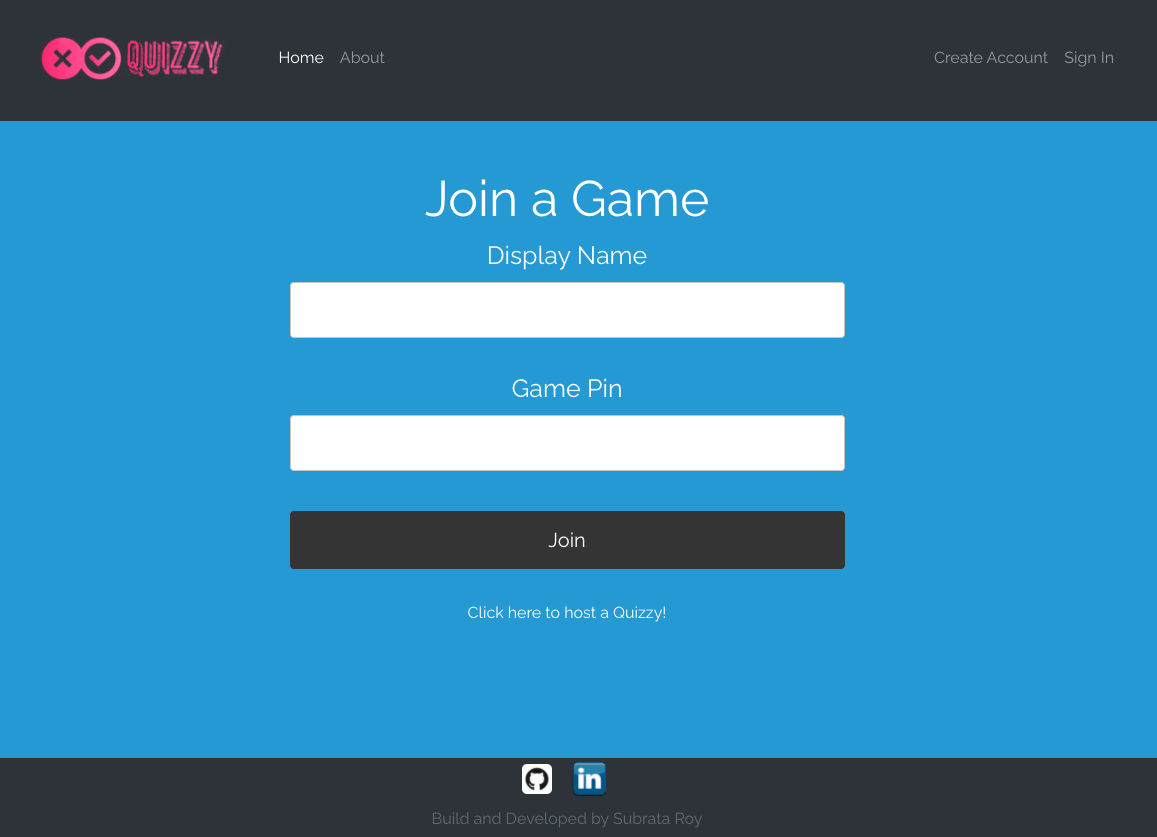 QUIZZY
Home About
Create Account Sign In
Join a Game
Display Name
Game Pin
Join
Click here to host a Quizzy!
in
Build and Developed by Subrata Roy